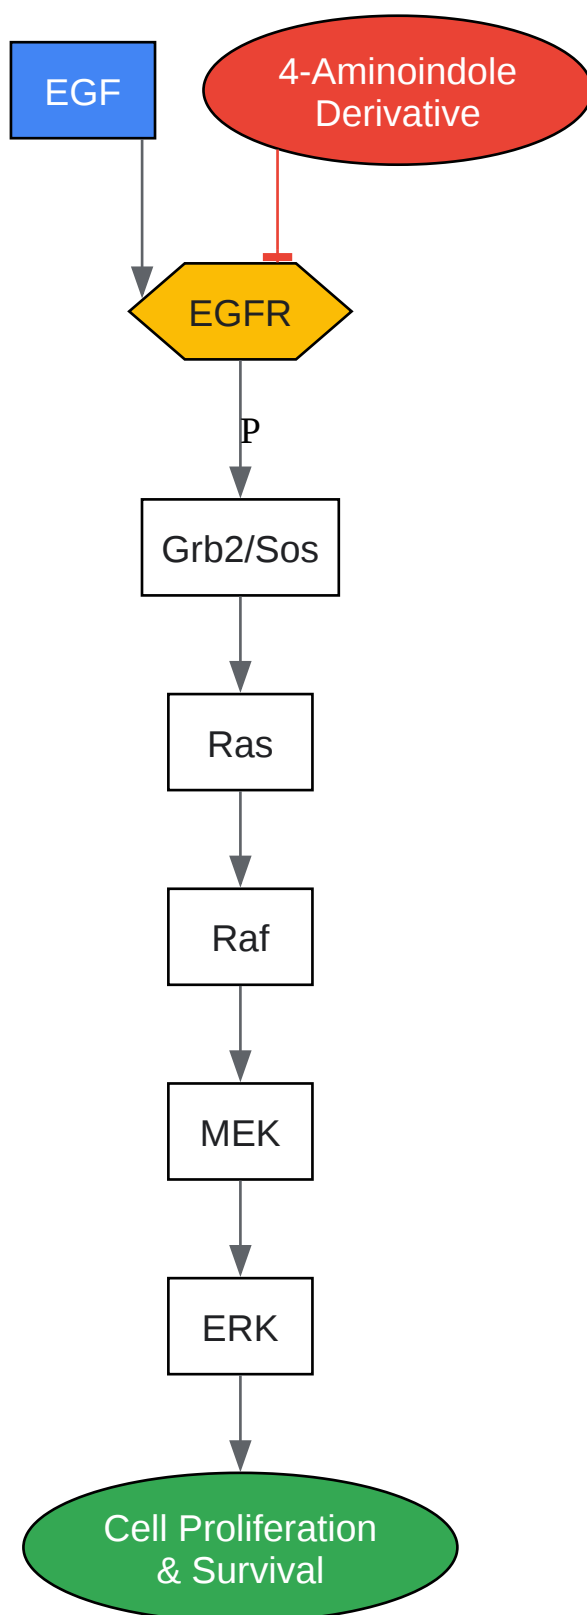 EGF
4-Aminoindole
Derivative
EGFR
P
Grb2/Sos
Ras
Raf
MEK
ERK
Cell Proliferation
& Survival